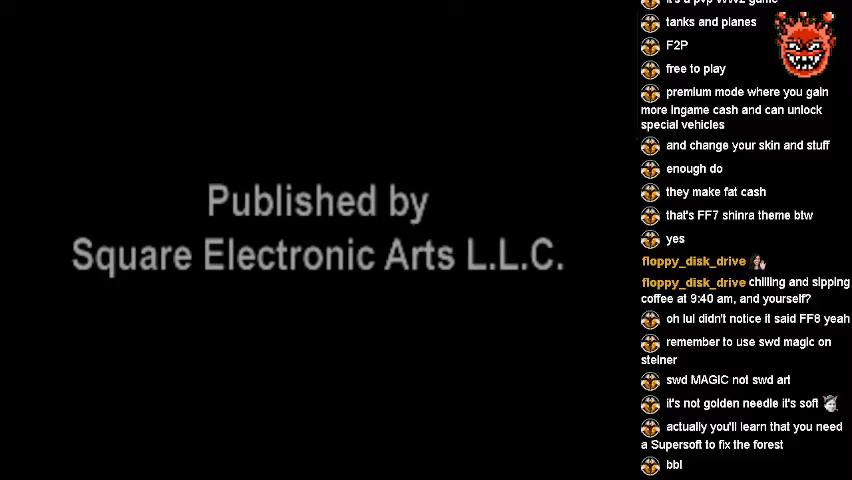 Published by
Square Electronic Arts L.L.C.
it's a pvp WW2 game
tanks and planes
F2P
free to play
premium mode where you gain
more ingame cash and can unlock
special vehicles
and change your skin and stuff
enough do
they make fat cash
that's FF7 shinra theme btw
yes
floppy_disk_drive
floppy_disk_drive chilling and sipping
coffee at 9:40 am, and yourself?
oh lul didn't notice it said FF8 yeah
remember to use swd magic on
steiner
swd MAGIC not swd art
it's not golden needle it's soft
actually you'll learn that you need
a Supersoft to fix the forest
bbl